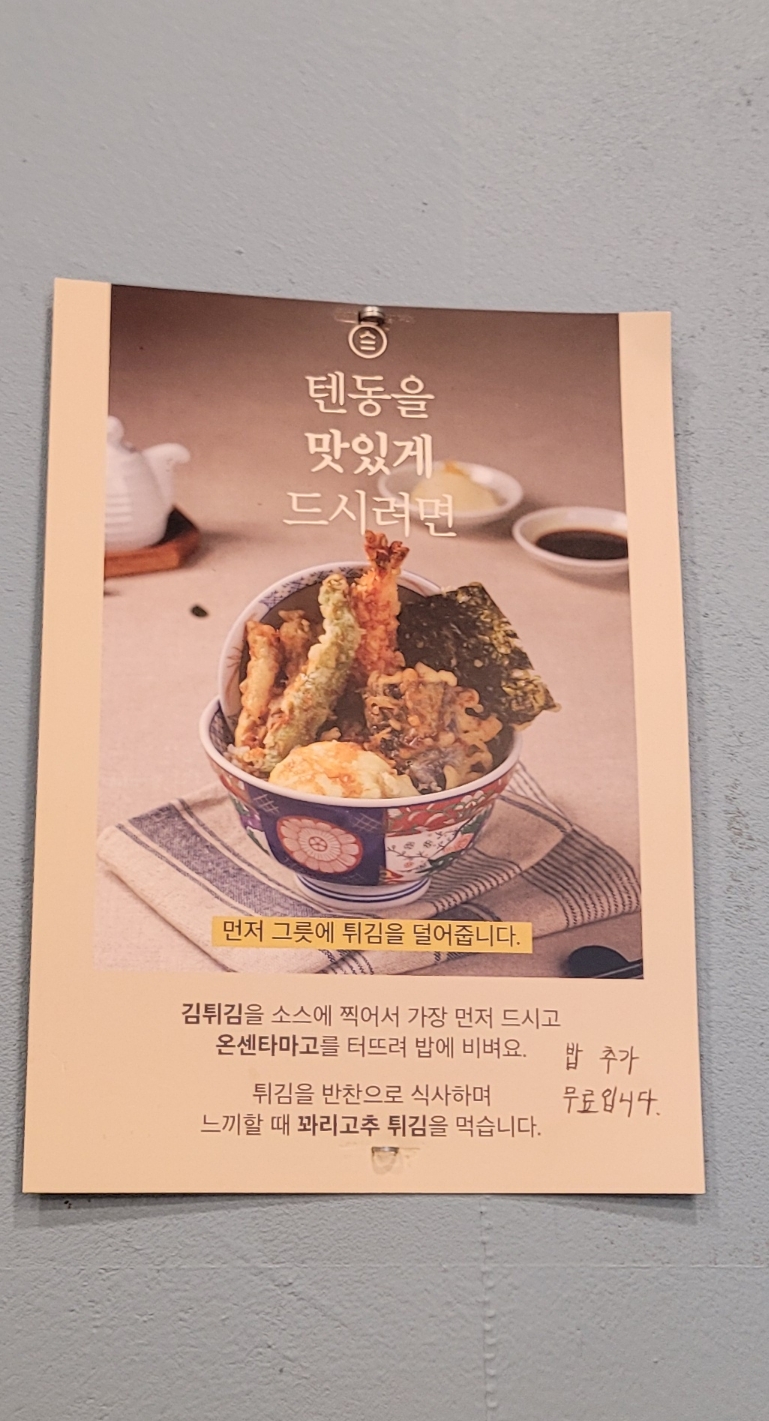 텐동을
맛있게
드시려면
먼저 그릇에 튀김을 덜어줍니다.
김튀김을 소스에 찍어서 가장 먼저 드시고
온센타마고를 터뜨려 밥에 비벼요.
밥 추가
무료입니다.
튀김을 반찬으로 식사하며
느끼할 때 꽈리고추 튀김을 먹습니다.